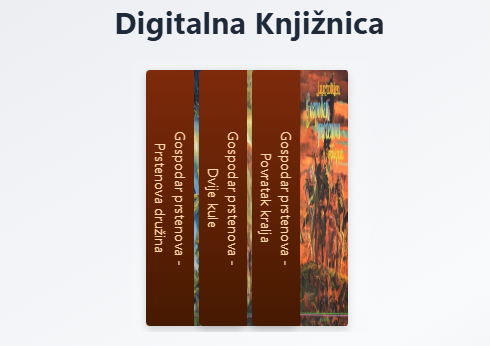 Digitalna Knjižnica
Gospodar prstenova -
Prstenova družina
Gospodar prstenova -
Dvije kule
Gospodar prstenova -
Povratak kralja